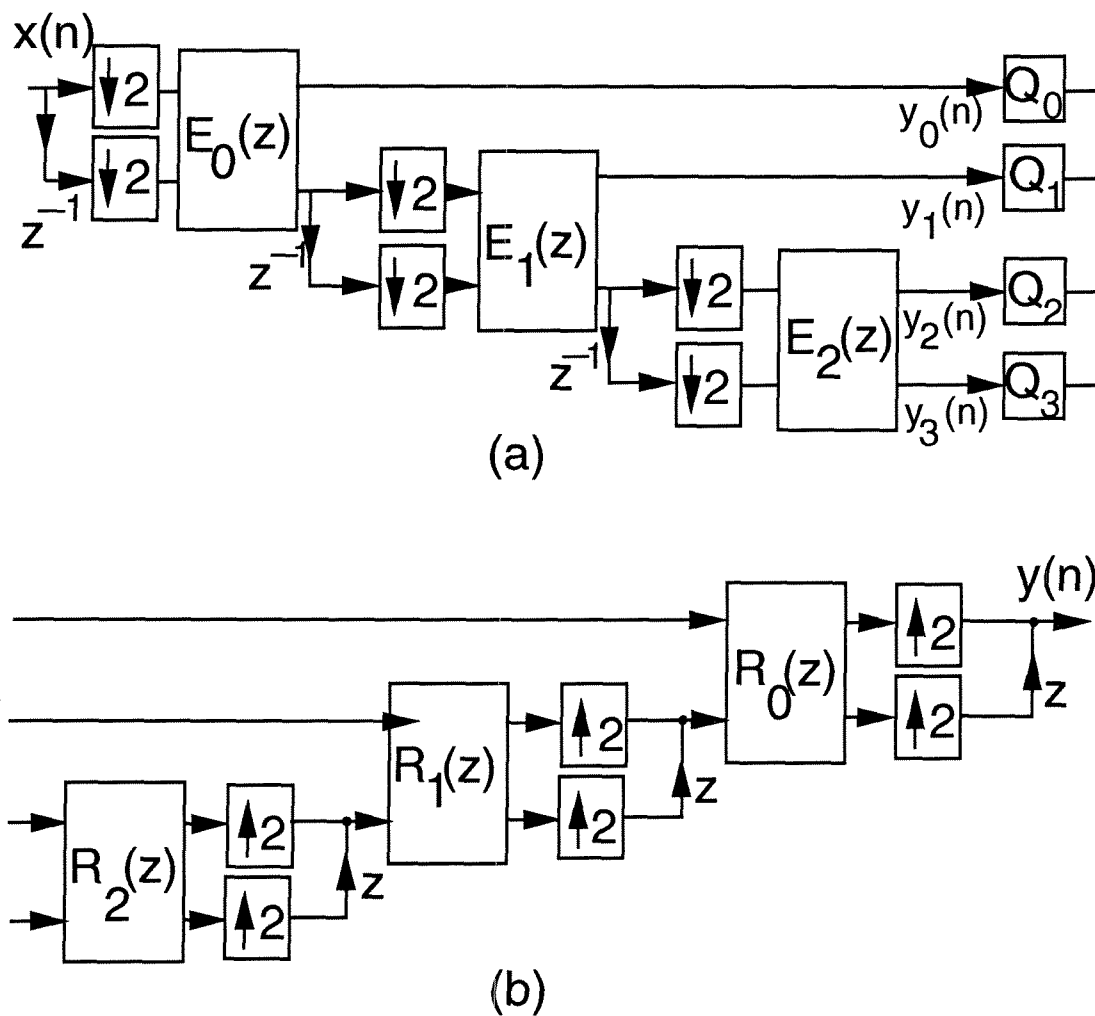 x(n)
↓2
E₀(z)
Q₀
y₀(n)
↓2
z⁻¹
↓2
E₁(z)
Q₁
y₁(n)
z⁻¹
↓2
↓2
E₂(z)
Q₂
y₂(n)
z⁻¹
↓2
Q₃
y₃(n)
(a)
y(n)
R₀(z)
↑2
↑2
z
R₁(z)
↑2
↑2
z
R₂(z)
↑2
↑2
z
(b)